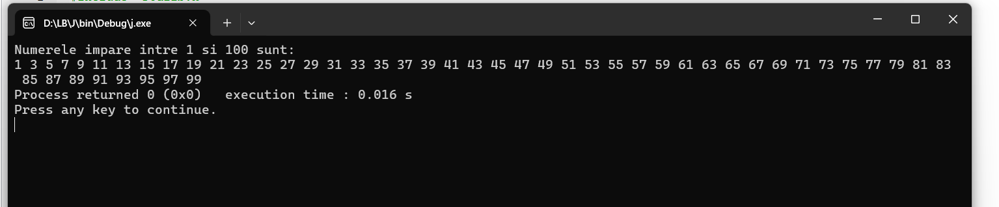 D:\LB\J\bin\Debug\j.exe
Numerele impare intre 1 si 100 sunt:
1 3 5 7 9 11 13 15 17 19 21 23 25 27 29 31 33 35 37 39 41 43 45 47 49 51 53 55 57 59 61 63 65 67 69 71 73 75 77 79 81 83
85 87 89 91 93 95 97 99
Process returned 0 (0x0)   execution time : 0.016 s
Press any key to continue.